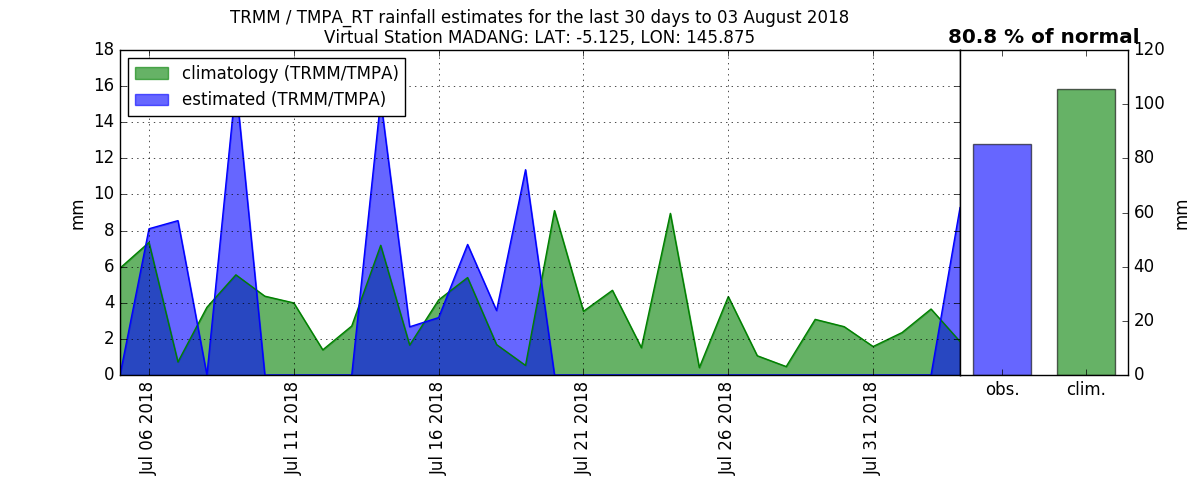 TRMM / TMPA_RT rainfall estimates for the last 30 days to 03 August 2018
Virtual Station MADANG: LAT: -5.125, LON: 145.875
80.8 % of normal
climatology (TRMM/TMPA)
estimated (TRMM/TMPA)
18
16
14
12
10
8
6
4
2
0
mm
Jul 06 2018
Jul 11 2018
Jul 16 2018
Jul 21 2018
Jul 26 2018
Jul 31 2018
120
100
80
60
40
20
0
mm
obs.
clim.